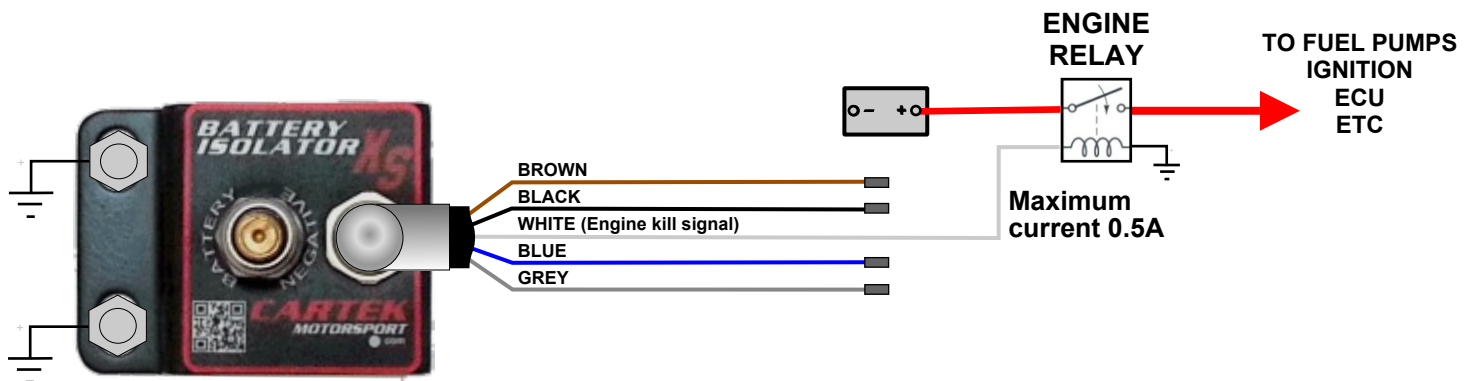 ENGINE
RELAY
TO FUEL PUMPS
IGNITION
ECU
ETC
- +
BATTERY
ISOLATOR XS
BATTERY
NEGATIVE
CARTEK
MOTORSPORT
com
BROWN
BLACK
WHITE (Engine kill signal)
BLUE
GREY
Maximum
current 0.5A